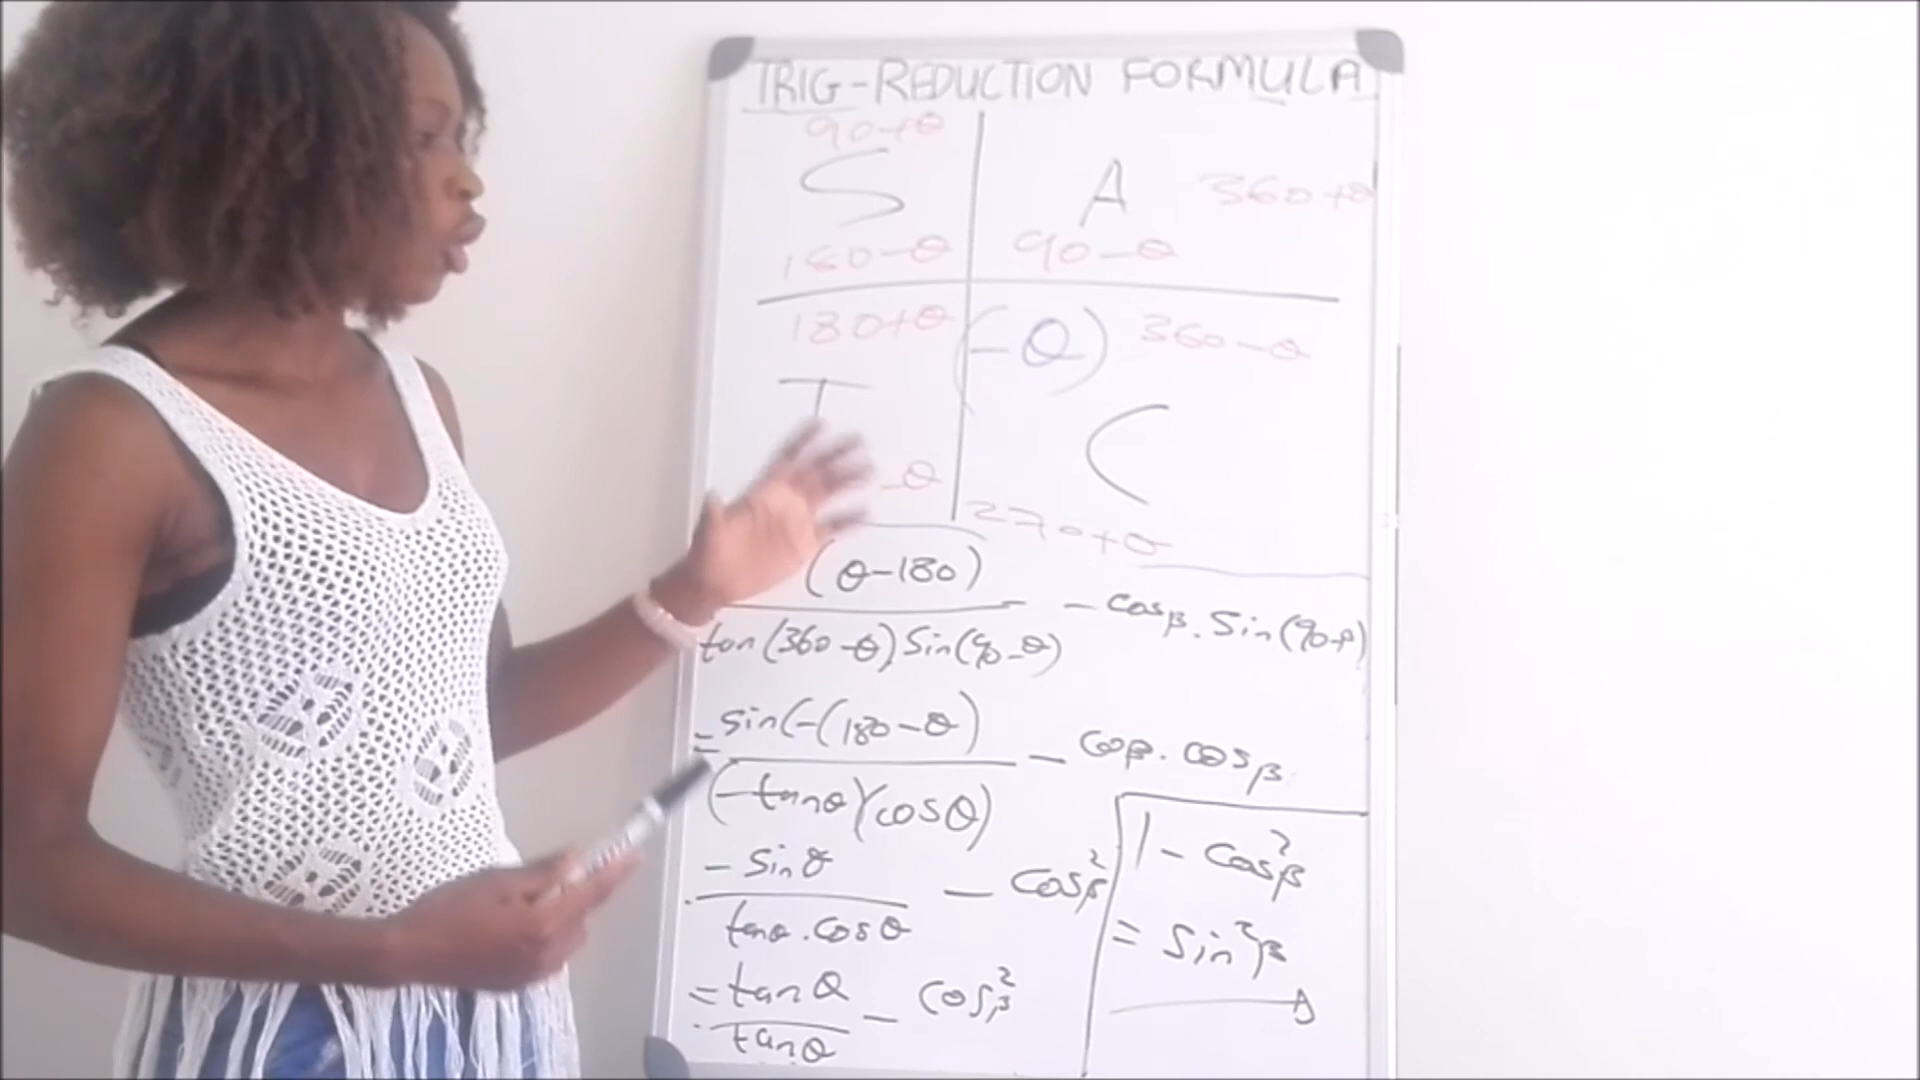 TRIG-REDUCTION FORMULA
90+θ
S
A
360+θ
180-θ
90-θ
180+θ
(-θ)
360-θ
T
C
-θ
270+θ
(θ-180)
- cosβ. Sin(90-β)
tan(360-θ).Sin(90-θ)
= sin(-(180-θ)
- cosβ. cosβ
(-tanθ)(cosθ)
- sinθ
- cos²β
tanθ.cosθ
= tanθ
- cos²β
tanθ
1 - cos²β
= sin²β